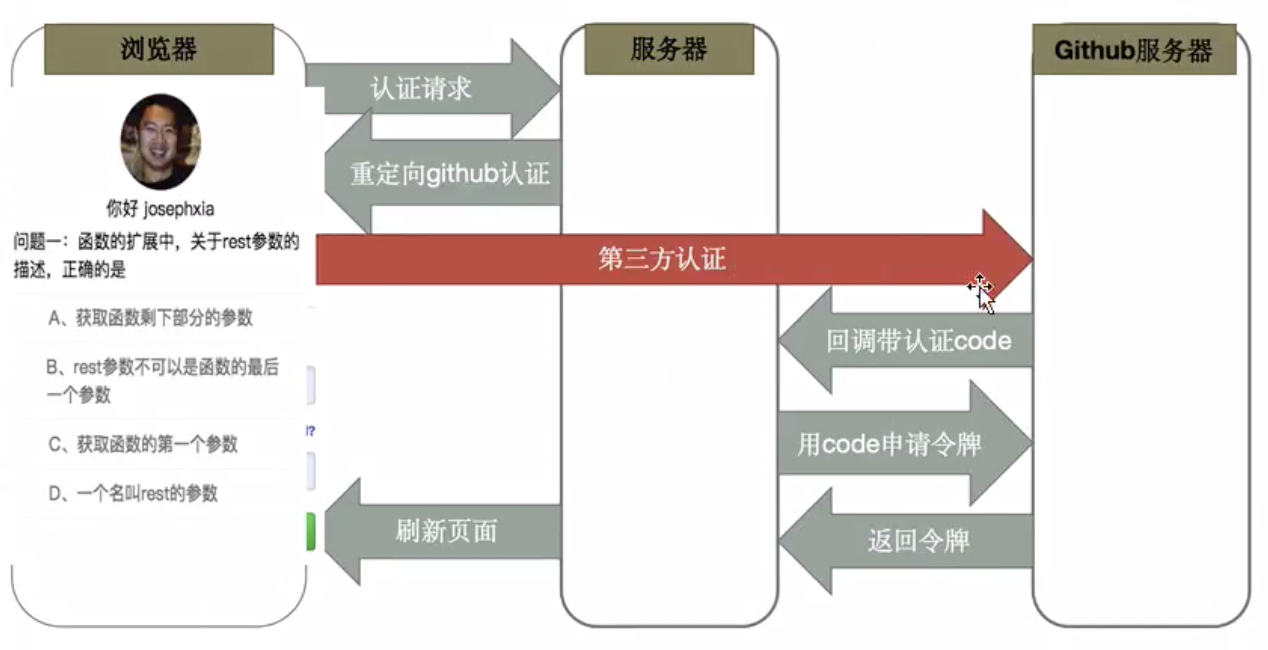 浏览器
服务器
Github服务器
认证请求
重定向github认证
你好 josephxia
问题一：函数的扩展中，关于rest参数的
描述，正确的是
第三方认证
A、获取函数剩下部分的参数
回调带认证code
B、rest参数不可以是函数的最后
一个参数
C、获取函数的第一个参数
用code申请令牌
D、一个名叫rest的参数
刷新页面
返回令牌